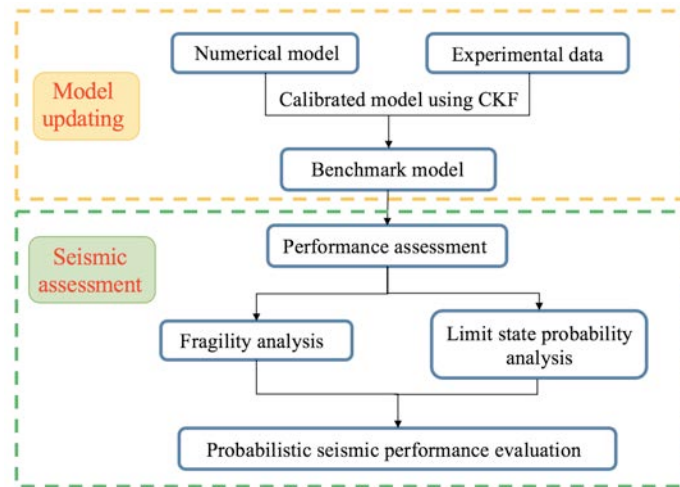 Numerical model
Experimental data
Model
updating
Calibrated model using CKF
Benchmark model
Performance assessment
Seismic
assessment
Fragility analysis
Limit state probability
analysis
Probabilistic seismic performance evaluation